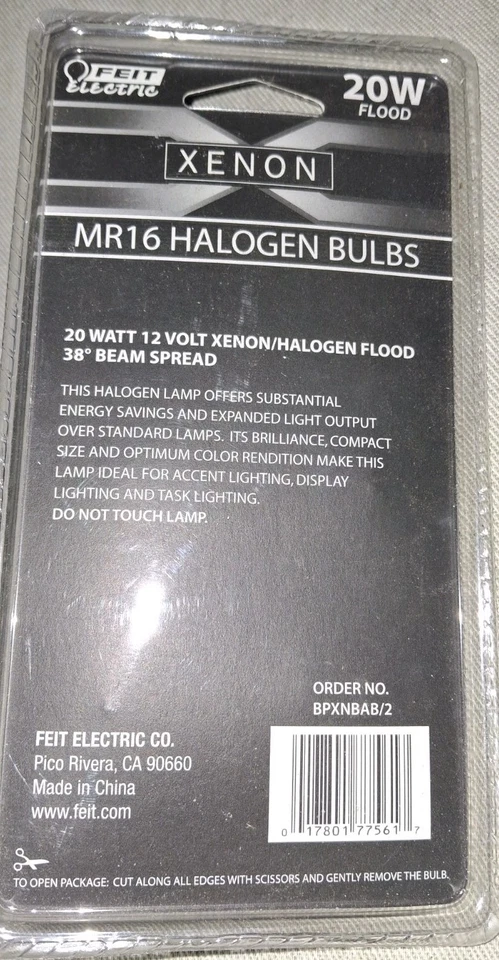 FEIT
electric
20W
FLOOD
XENON
MR16 HALOGEN BULBS
20 WATT 12 VOLT XENON/HALOGEN FLOOD
38° BEAM SPREAD
THIS HALOGEN LAMP OFFERS SUBSTANTIAL
ENERGY SAVINGS AND EXPANDED LIGHT OUTPUT
OVER STANDARD LAMPS. ITS BRILLIANCE, COMPACT
SIZE AND OPTIMUM COLOR RENDITION MAKE THIS
LAMP IDEAL FOR ACCENT LIGHTING, DISPLAY
LIGHTING AND TASK LIGHTING.
DO NOT TOUCH LAMP.
ORDER NO.
BPXNBAB/2
FEIT ELECTRIC CO.
Pico Rivera, CA 90660
Made in China
www.feit.com
0 17801 77561 7
TO OPEN PACKAGE: CUT ALONG ALL EDGES WITH SCISSORS AND GENTLY REMOVE THE BULB.